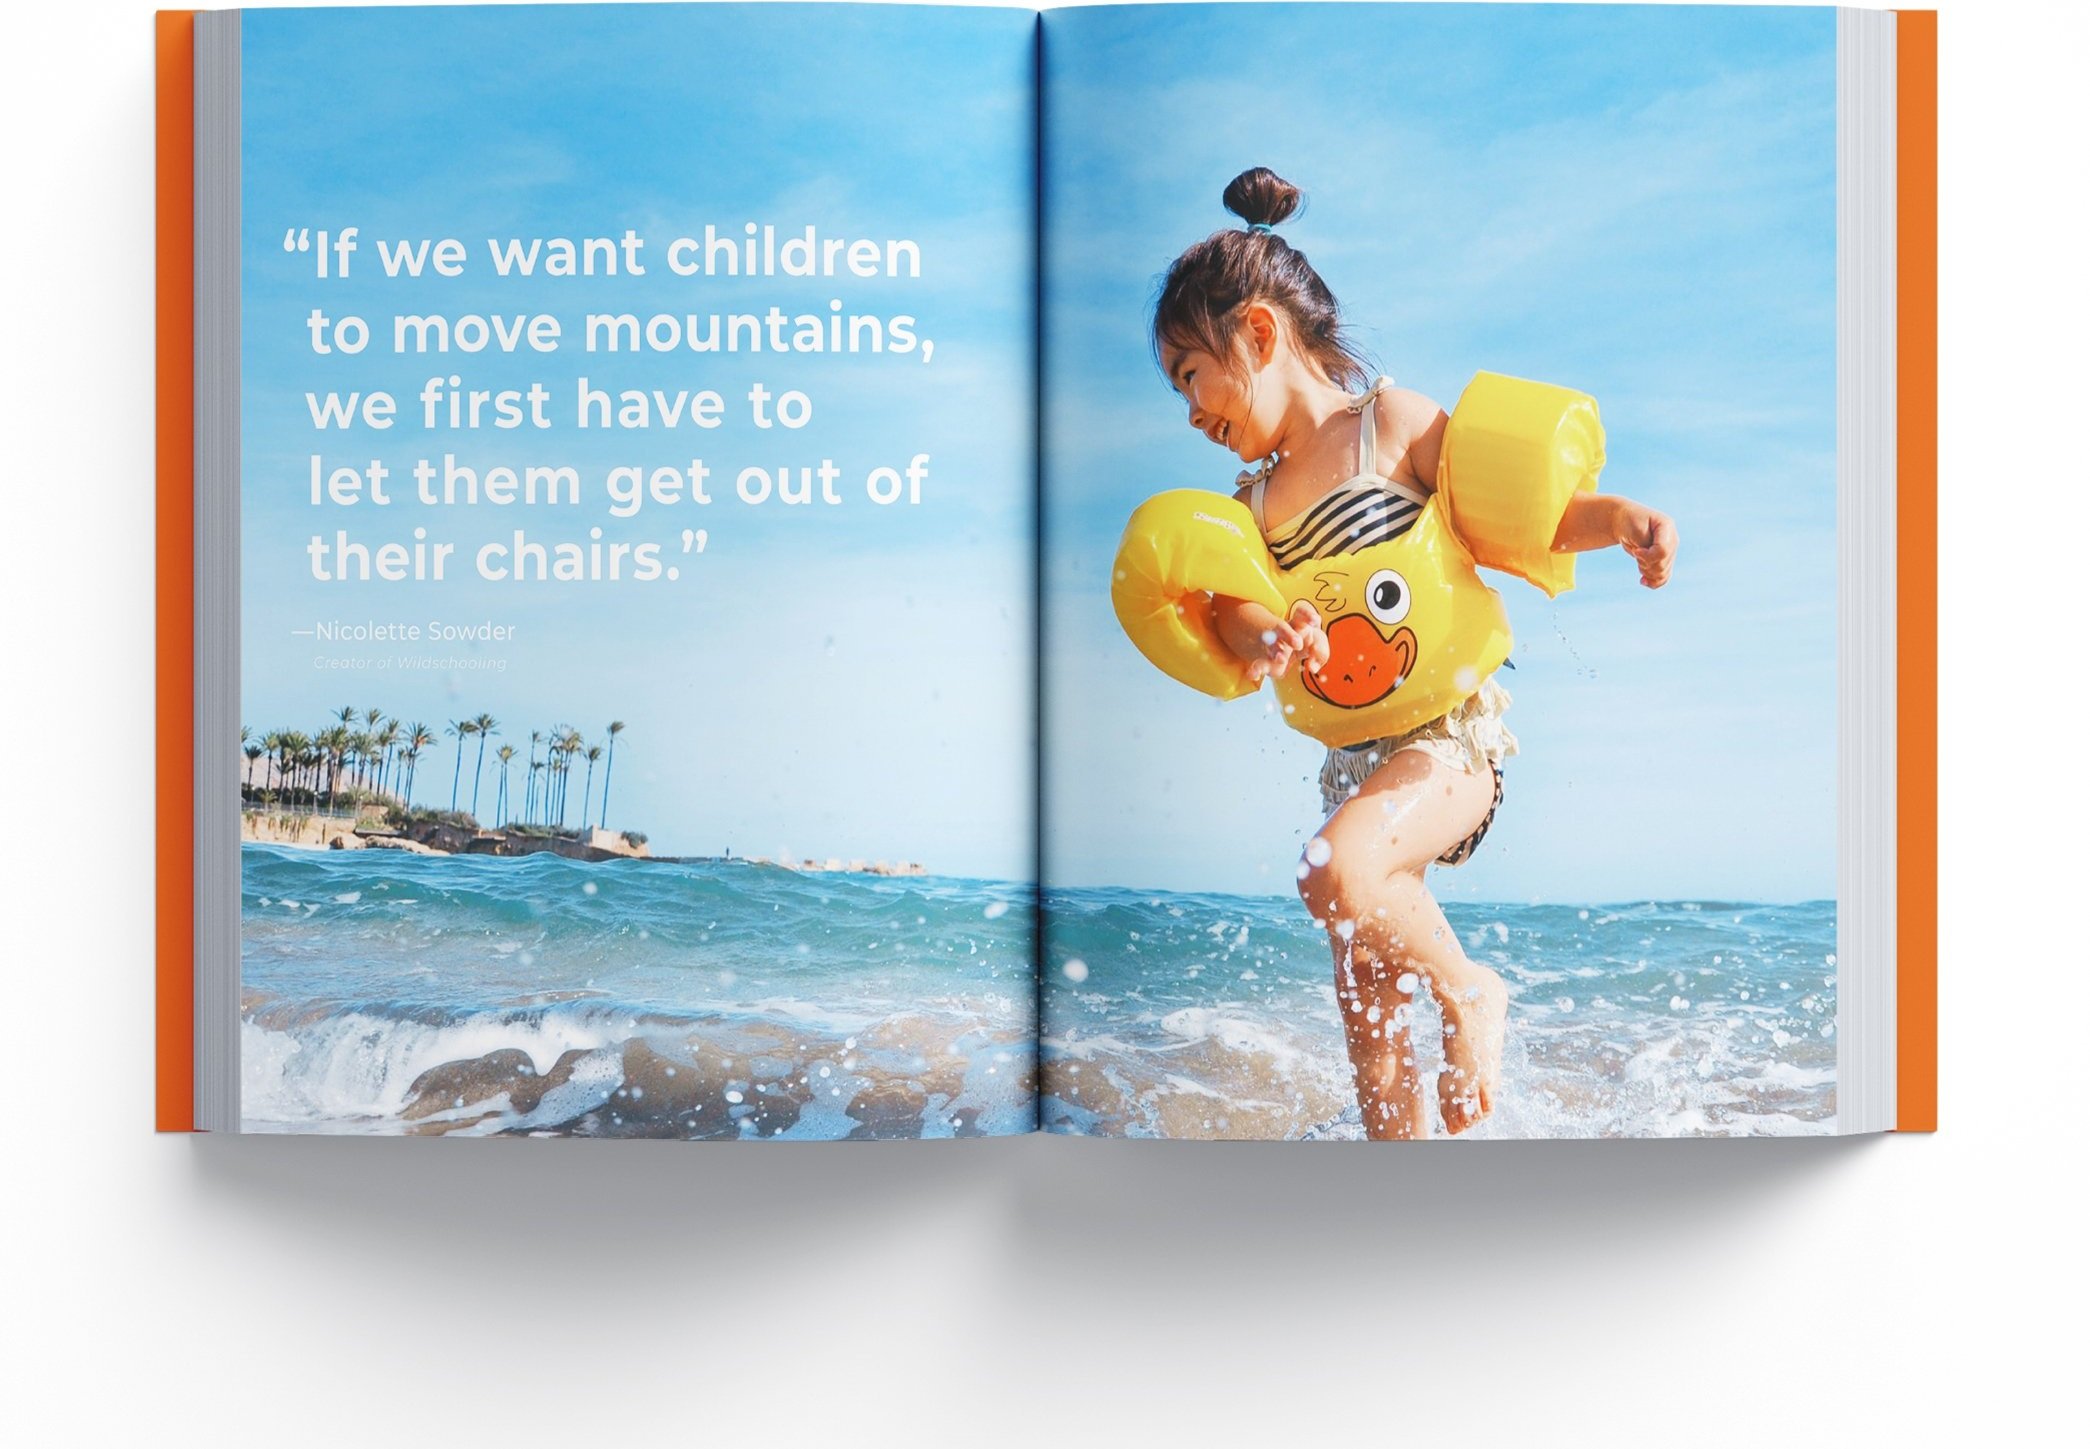 “If we want children
to move mountains,
we first have to
let them get out of
their chairs.”
—Nicolette Sowder
Creator of Wildschooling